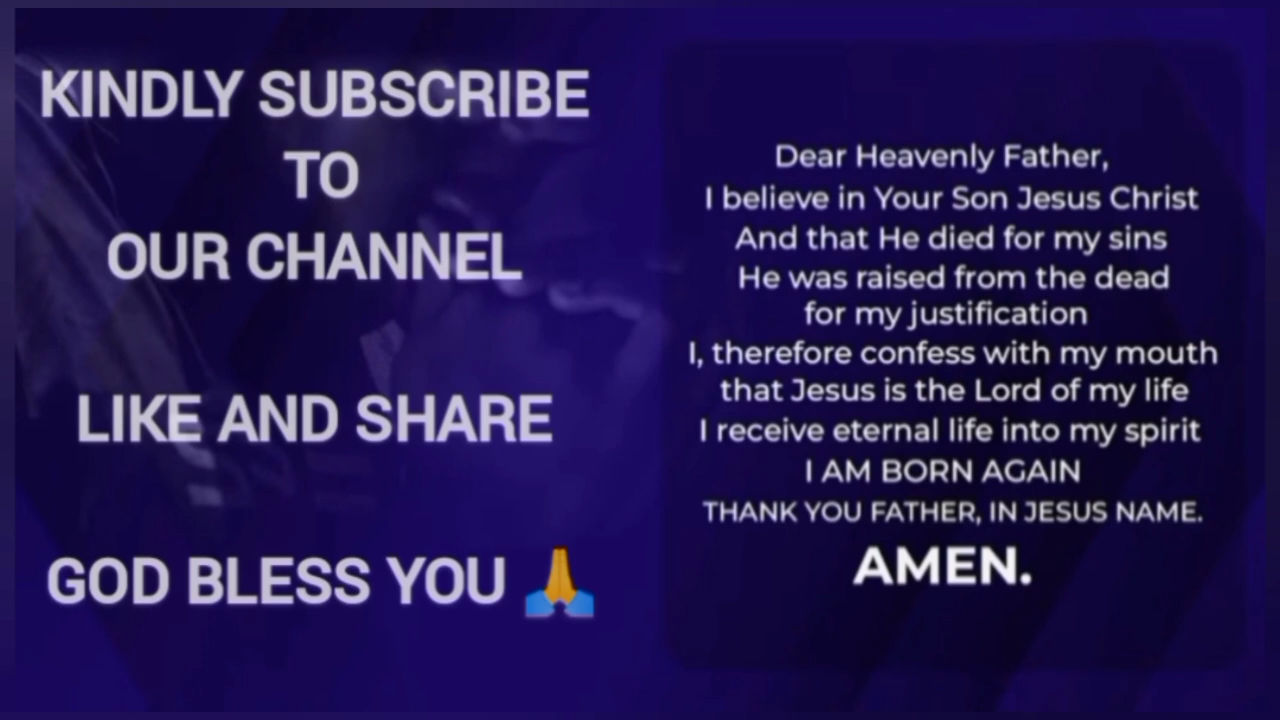 KINDLY SUBSCRIBE
TO
OUR CHANNEL
LIKE AND SHARE
GOD BLESS YOU 🙏
Dear Heavenly Father,
I believe in Your Son Jesus Christ
And that He died for my sins
He was raised from the dead
for my justification
I, therefore confess with my mouth
that Jesus is the Lord of my life
I receive eternal life into my spirit
I AM BORN AGAIN
THANK YOU FATHER, IN JESUS NAME.
AMEN.